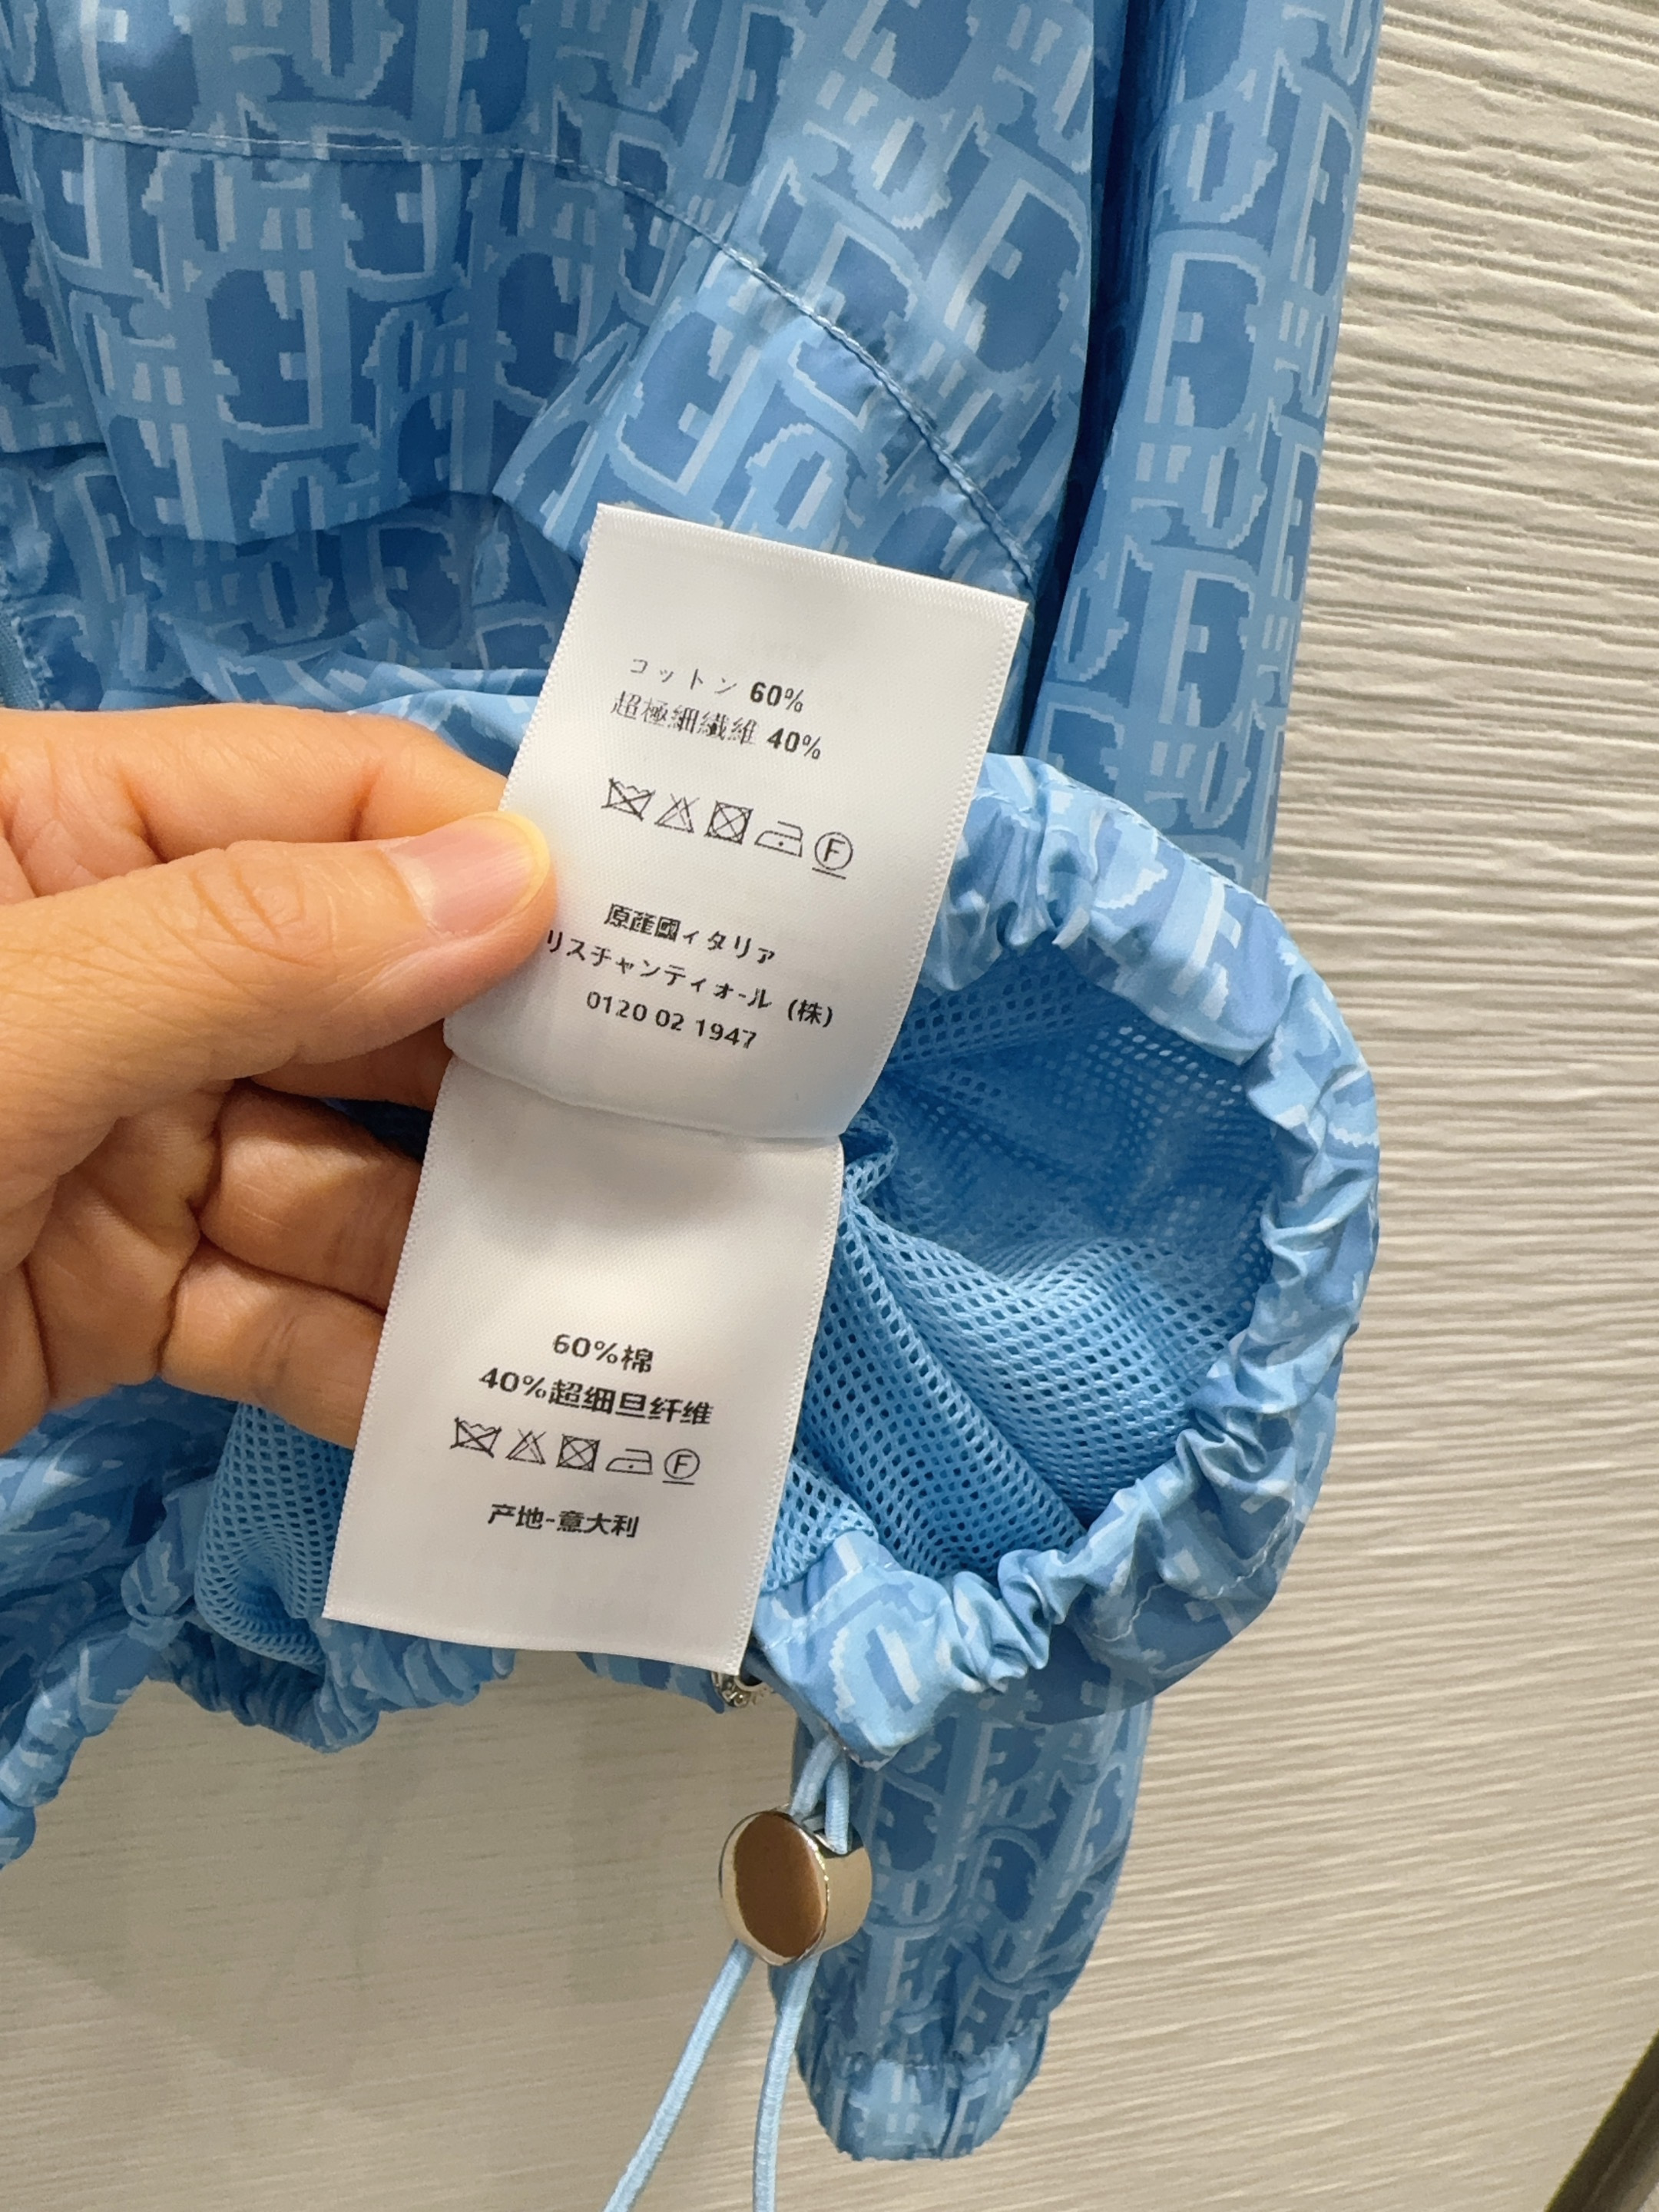 コットン 60%
超極細繊維 40%
F
原産國イタリア
リスチャンディオール (株)
0120 02 1947
60%棉
40%超细旦纤维
F
产地-意大利